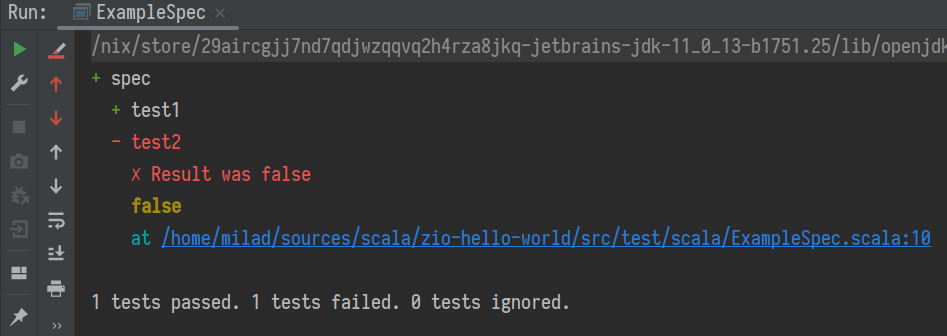 Run: ExampleSpec ×
/nix/store/29aircgjj7nd7qdjwzqqvq2h4rza8jkq-jetbrains-jdk-11_0_13-b1751.25/lib/openjdk
+ spec
+ test1
- test2
✗ Result was false
false
at /home/milad/sources/scala/zio-hello-world/src/test/scala/ExampleSpec.scala:10
1 tests passed. 1 tests failed. 0 tests ignored.